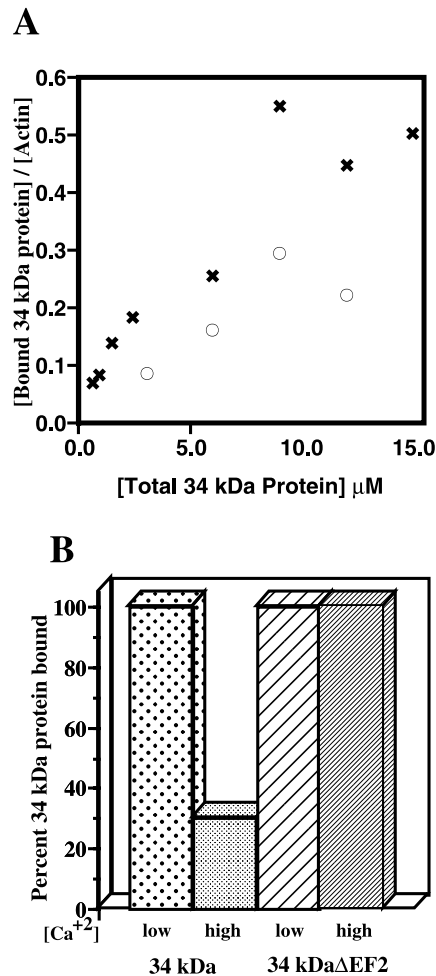 A
[Bound 34 kDa protein] / [Actin]
0.6
0.5
0.4
0.3
0.2
0.1
0.0
0.0 5.0 10.0 15.0
[Total 34 kDa Protein] µM
B
Percent 34 kDa protein bound
100
80
60
40
20
0
[Ca+2] low high low high
34 kDa 34 kDaΔEF2